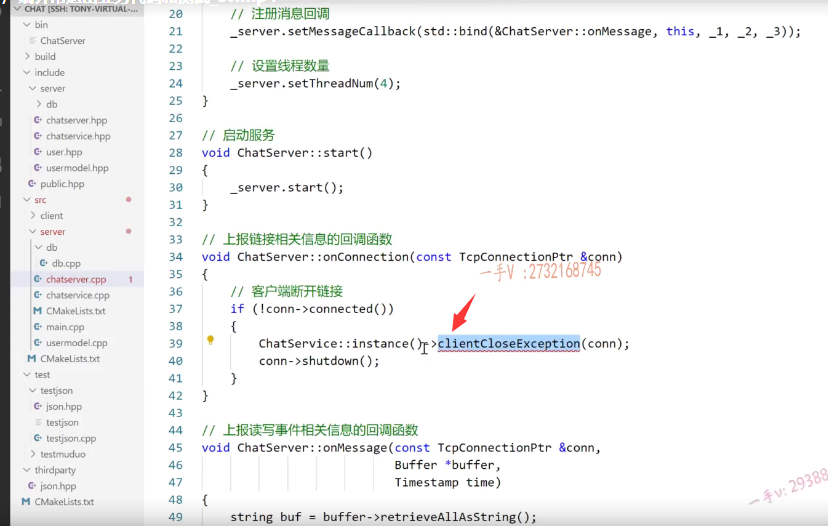 CHAT [SSH: TONY-VIRTUAL-...
bin
ChatServer
build
include
server
db
chatserver.hpp
chatservice.hpp
user.hpp
usermodel.hpp
public.hpp
src
client
server
db
db.cpp
chatserver.cpp 1
chatservice.cpp
CMakeLists.txt
main.cpp
usermodel.cpp
CMakeLists.txt
test
testjson
json.hpp
testjson
testjson.cpp
testmuduo
thirdparty
json.hpp
CMakeLists.txt
20 // 注册消息回调
21 _server.setMessageCallback(std::bind(&ChatServer::onMessage, this, _1, _2, _3));
22
23 // 设置线程数量
24 _server.setThreadNum(4);
25 }
26
27 // 启动服务
28 void ChatServer::start()
29 {
30 _server.start();
31 }
32
33 // 上报链接相关信息的回调函数
34 void ChatServer::onConnection(const TcpConnectionPtr &conn)
一手V :2732168745
35 {
36 // 客户端断开链接
37 if (!conn->connected())
38 {
39 ChatService::instance()->clientCloseException(conn);
40 conn->shutdown();
41 }
42 }
43
44 // 上报读写事件相关信息的回调函数
45 void ChatServer::onMessage(const TcpConnectionPtr &conn,
46 Buffer *buffer,
47 Timestamp time)
48 {
49 string buf = buffer->retrieveAllAsString();
一手v: 29388